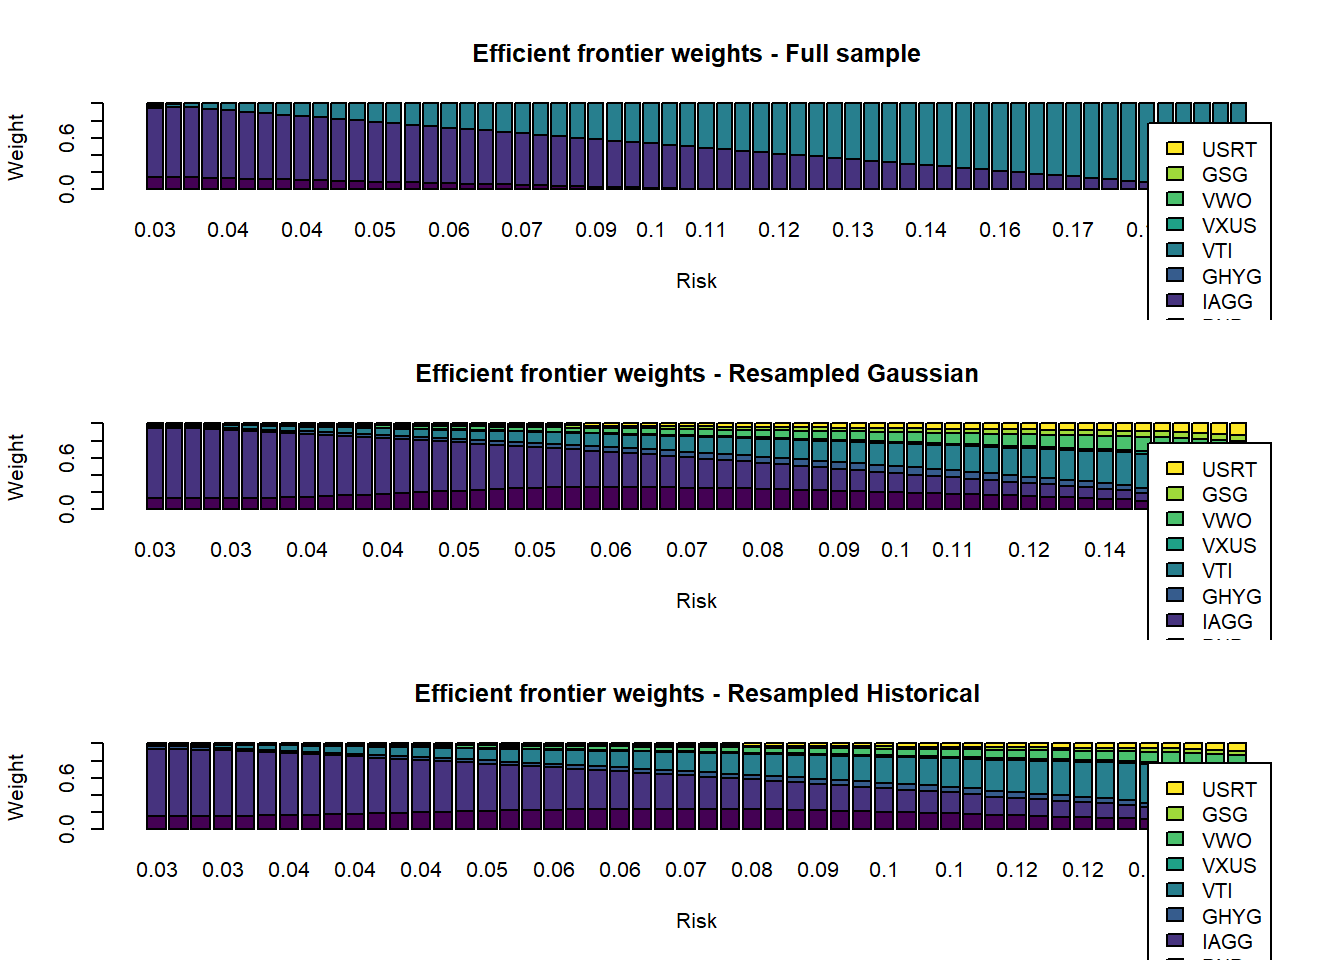 Efficient frontier weights - Full sample
Weight
0.6
0.0
0.03 0.04 0.04 0.05 0.06 0.07 0.09 0.1 0.11 0.12 0.13 0.14 0.16 0.17
Risk
USRT
GSG
VWO
VXUS
VTI
GHYG
IAGG
Efficient frontier weights - Resampled Gaussian
Weight
0.6
0.0
0.03 0.03 0.04 0.04 0.05 0.05 0.06 0.07 0.08 0.09 0.1 0.11 0.12 0.14
Risk
USRT
GSG
VWO
VXUS
VTI
GHYG
IAGG
Efficient frontier weights - Resampled Historical
Weight
0.6
0.0
0.03 0.03 0.04 0.04 0.04 0.05 0.06 0.06 0.07 0.08 0.09 0.1 0.1 0.12 0.12
Risk
USRT
GSG
VWO
VXUS
VTI
GHYG
IAGG